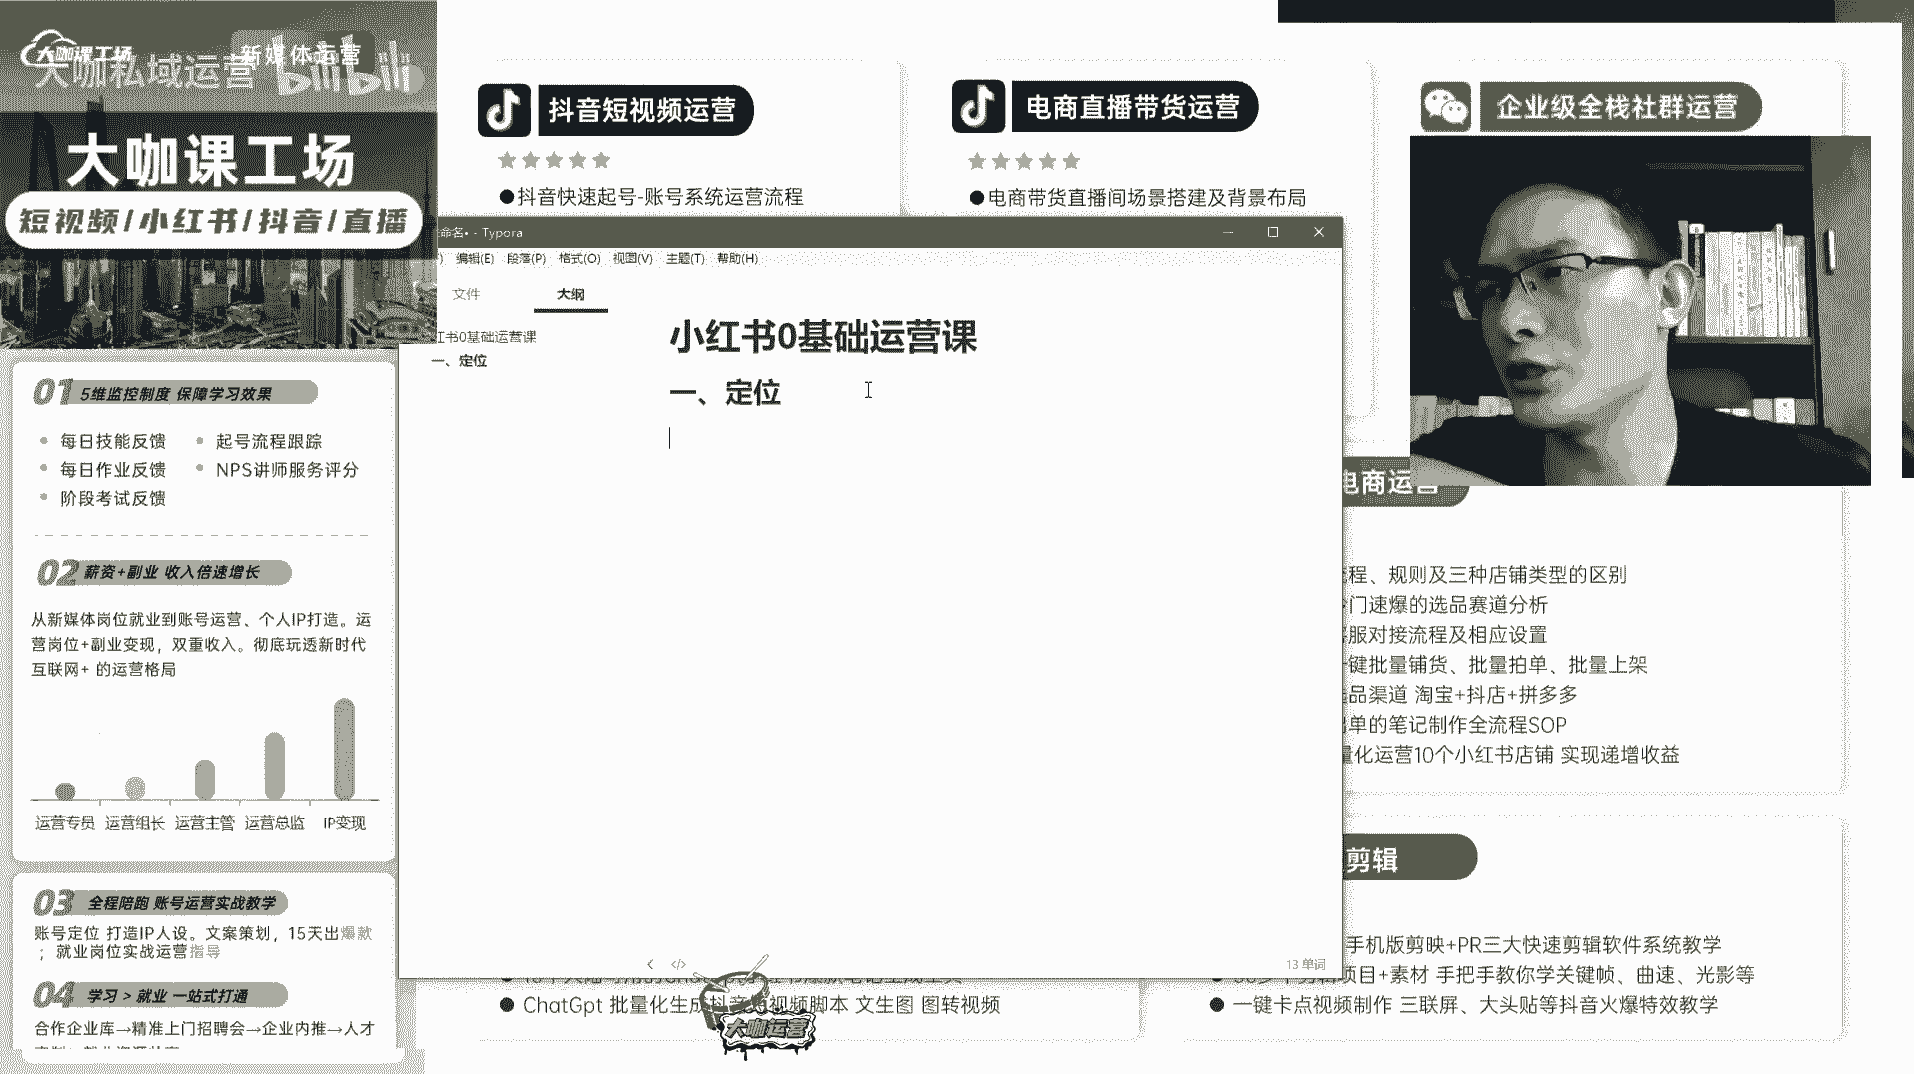 大咖课工场
新媒体运营
大咖私域运营
bilibili
大咖课工场
短视频/小红书/抖音/直播
01 5维监控制度 保障学习效果
每日技能反馈
起号流程跟踪
每日作业反馈
NPS讲师服务评分
阶段考试反馈
02 薪资+副业 收入倍速增长
从新媒体岗位就业到账号运营、个人IP打造。运
营岗位+副业变现，双重收入。彻底玩透新时代
互联网+ 的运营格局
运营专员 运营组长 运营主管 运营总监 IP变现
03 全程陪跑 账号运营实战教学
账号定位 打造IP人设。文案策划，15天出爆款
；就业岗位实战运营指导
04 学习 > 就业 一站式打通
合作企业库→精准上门招聘会→企业内推→人才
抖音短视频运营
●抖音快速起号-账号系统运营流程
电商直播带货运营
●电商带货直播间场景搭建及背景布局
企业级全栈社群运营
命名• - Typora
编辑(E) 段落(P) 格式(O) 视图(V) 主题(T) 帮助(H)
文件
大纲
红书0基础运营课
一、定位
小红书0基础运营课
一、定位
13 单词
电商运营
流程、规则及三种店铺类型的区别
冷门速爆的选品赛道分析
客服对接流程及相应设置
一键批量铺货、批量拍单、批量上架
选品渠道 淘宝+抖店+拼多多
出单的笔记制作全流程SOP
量化运营10个小红书店铺 实现递增收益
剪辑
手机版剪映+PR三大快速剪辑软件系统教学
项目+素材 手把手教你学关键帧、曲速、光影等
●一键卡点视频制作 三联屏、大头贴等抖音火爆特效教学
●ChatGpt 批量化生成抖音短视频脚本 文生图 图转视频
大咖运营